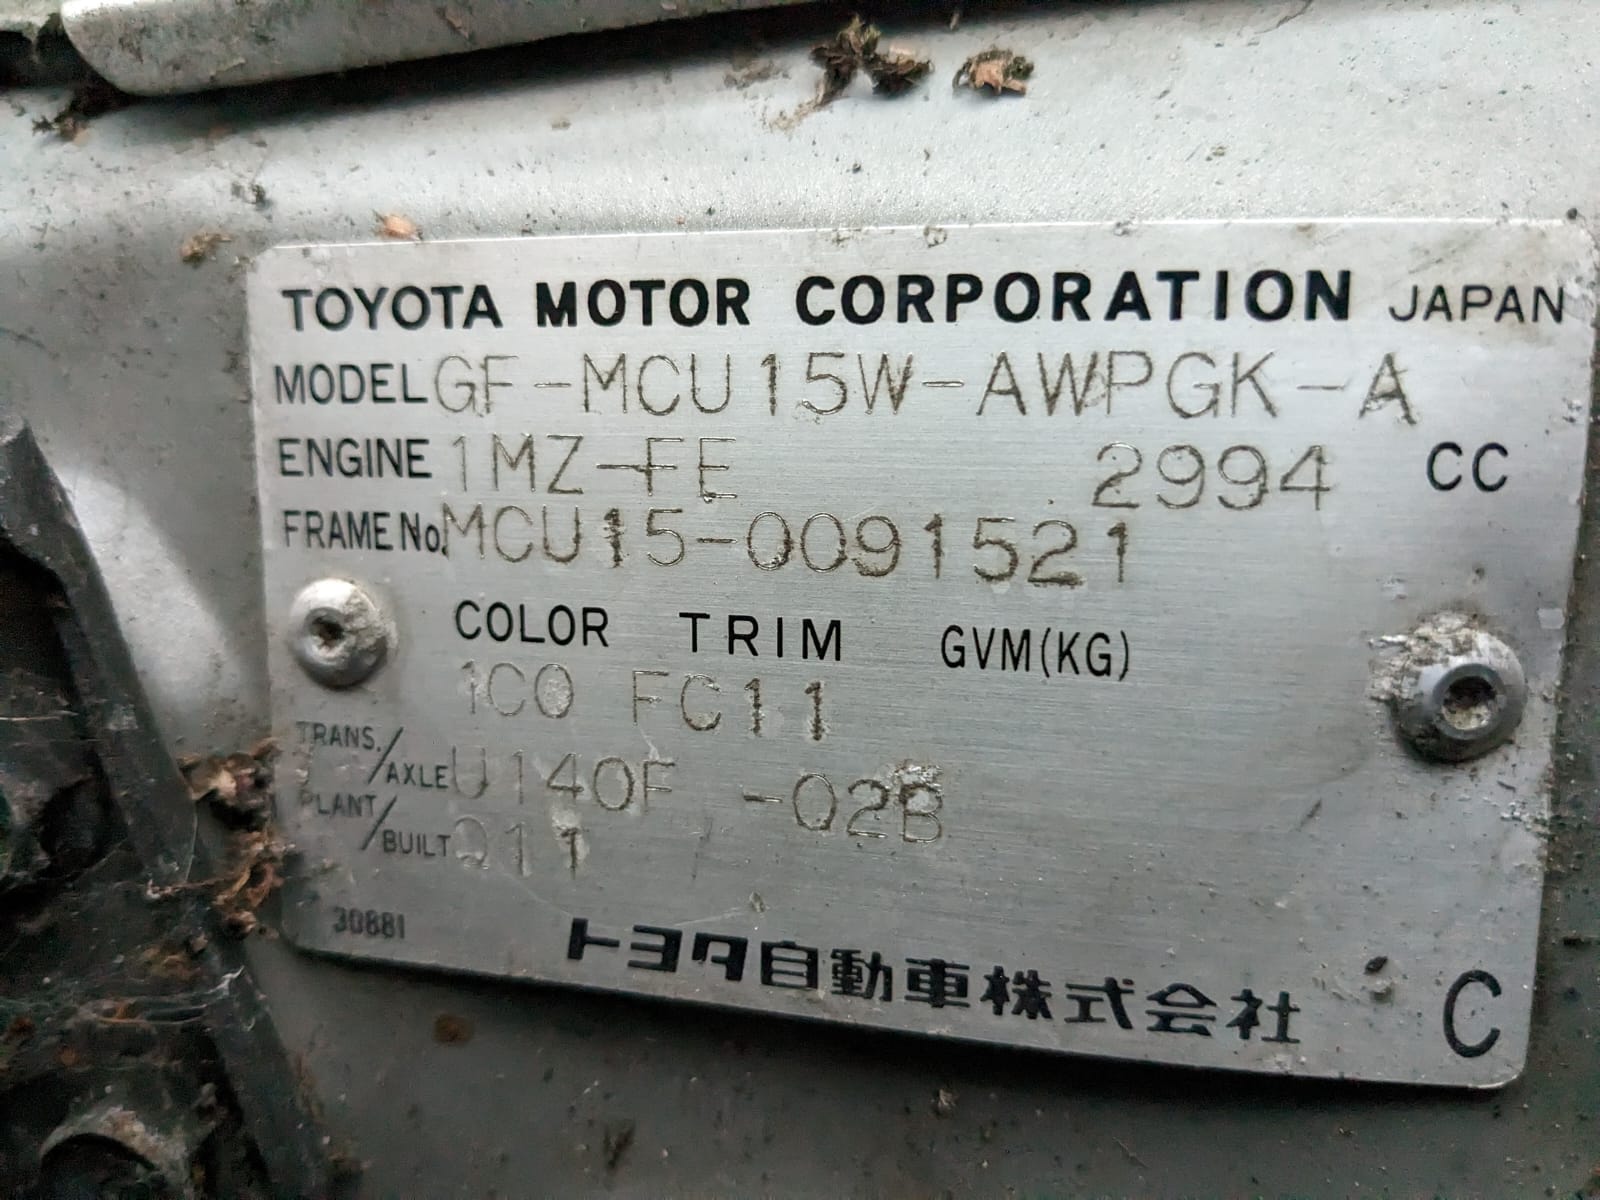 TOYOTA MOTOR CORPORATION JAPAN
MODEL GF-MCU15W-AWPGK-A
ENGINE 1MZ-FE 2994 CC
FRAME No. MCU15-0091521
COLOR TRIM GVM(KG)
1C0 FC11
TRANS./AXLE U140F -02B
PLANT/BUILT Q11
30881
トヨタ自動車株式会社 C